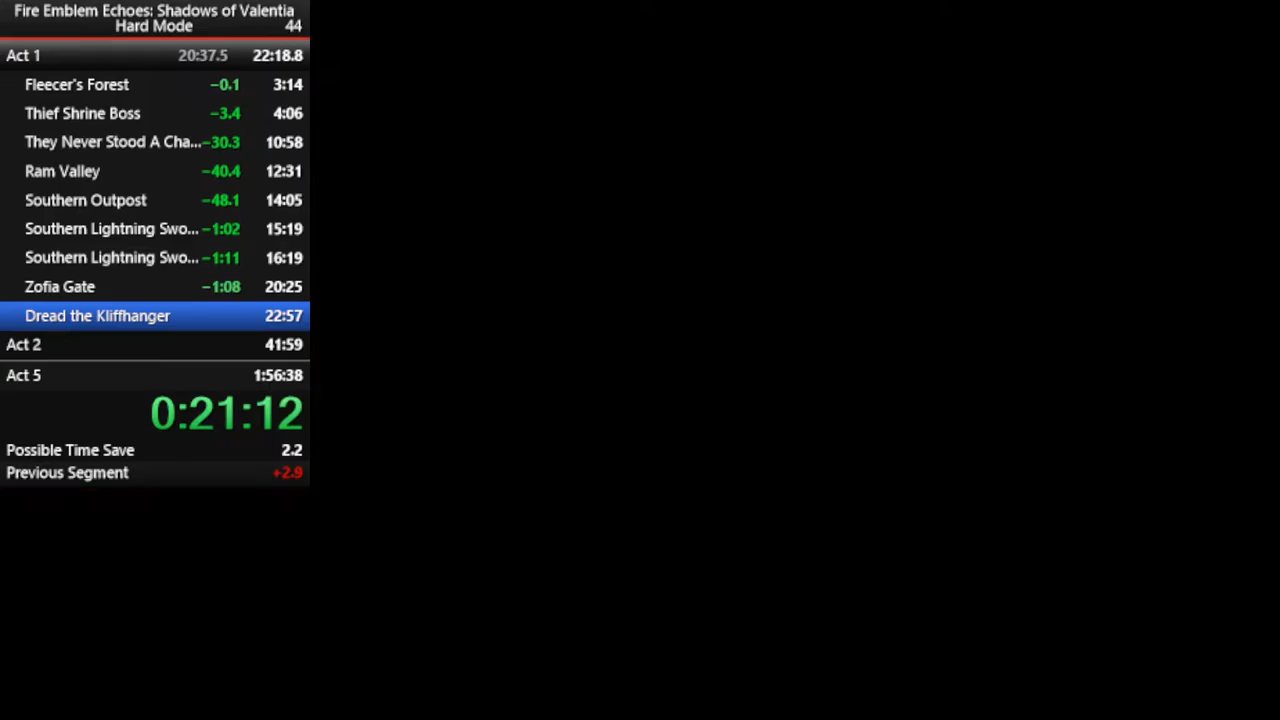 Fire Emblem Echoes: Shadows of Valentia
Hard Mode 44
Act 1 20:37.5 22:18.8
Fleecer's Forest −0.1 3:14
Thief Shrine Boss −3.4 4:06
They Never Stood A Cha... −30.3 10:58
Ram Valley −40.4 12:31
Southern Outpost −48.1 14:05
Southern Lightning Swo... −1:02 15:19
Southern Lightning Swo... −1:11 16:19
Zofia Gate −1:08 20:25
Dread the Kliffhanger 22:57
Act 2 41:59
Act 5 1:56:38
0:21:12
Possible Time Save 2.2
Previous Segment +2.9